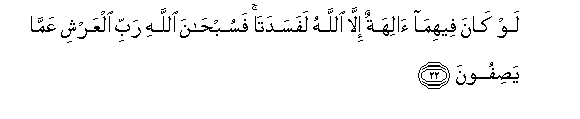 لَوْ كَانَ فِيهِمَآ ءَالِهَةٌ إِلَّا ٱللَّهُ لَفَسَدَتَا ۚ فَسُبْحَـٰنَ ٱللَّهِ رَبِّ ٱلْعَرْشِ عَمَّا
يَصِفُونَ ٢٢